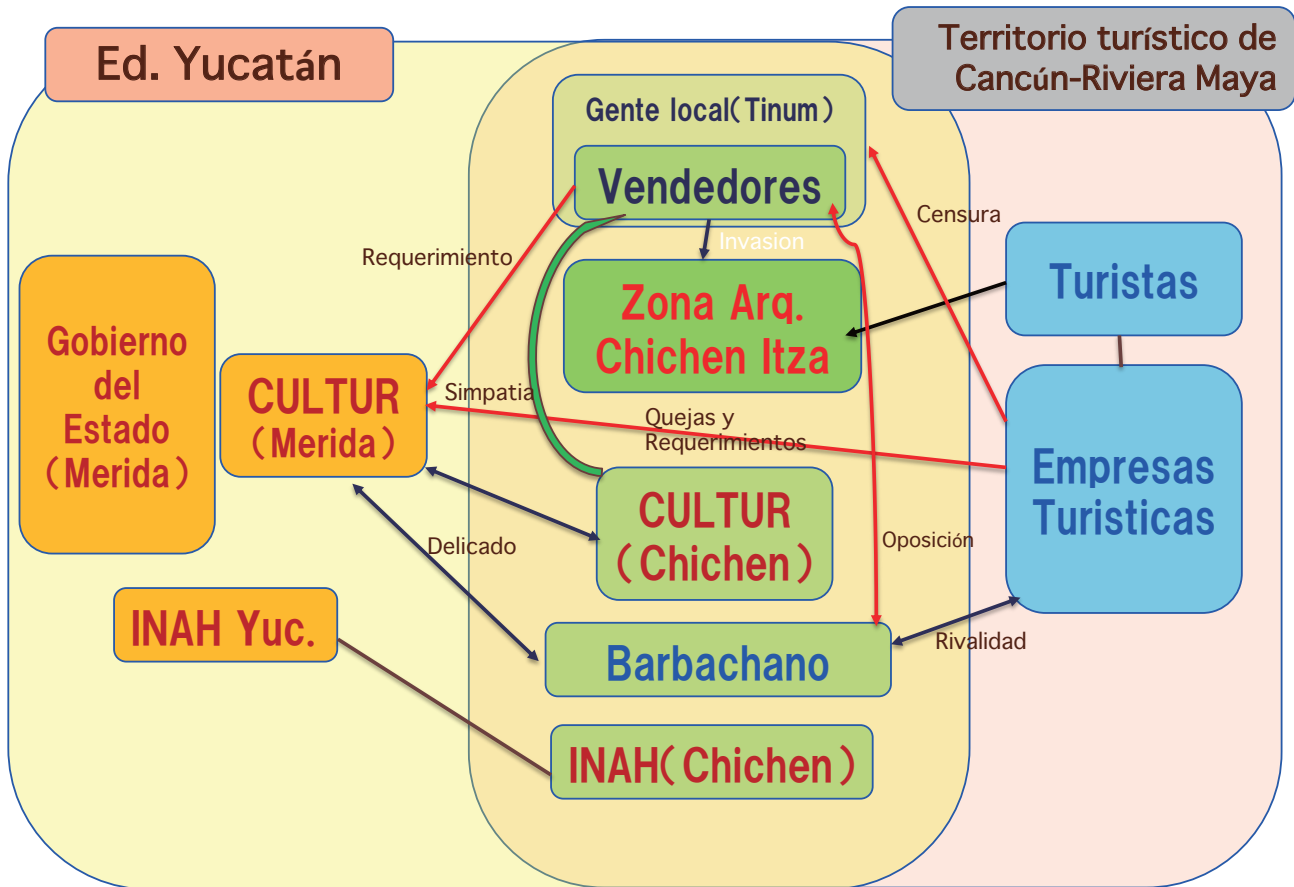 Ed. Yucatán
Territorio turístico de
Cancún-Riviera Maya
Gente local(Tinum)
Vendedores
Censura
Invasion
Requerimiento
Zona Arq.
Chichen Itza
Turistas
Gobierno
del
Estado
(Merida)
CULTUR
(Merida)
Simpatia
Quejas y
Requerimientos
Empresas
Turisticas
CULTUR
(Chichen)
Delicado
Oposición
INAH Yuc.
Barbachano
Rivalidad
INAH(Chichen)